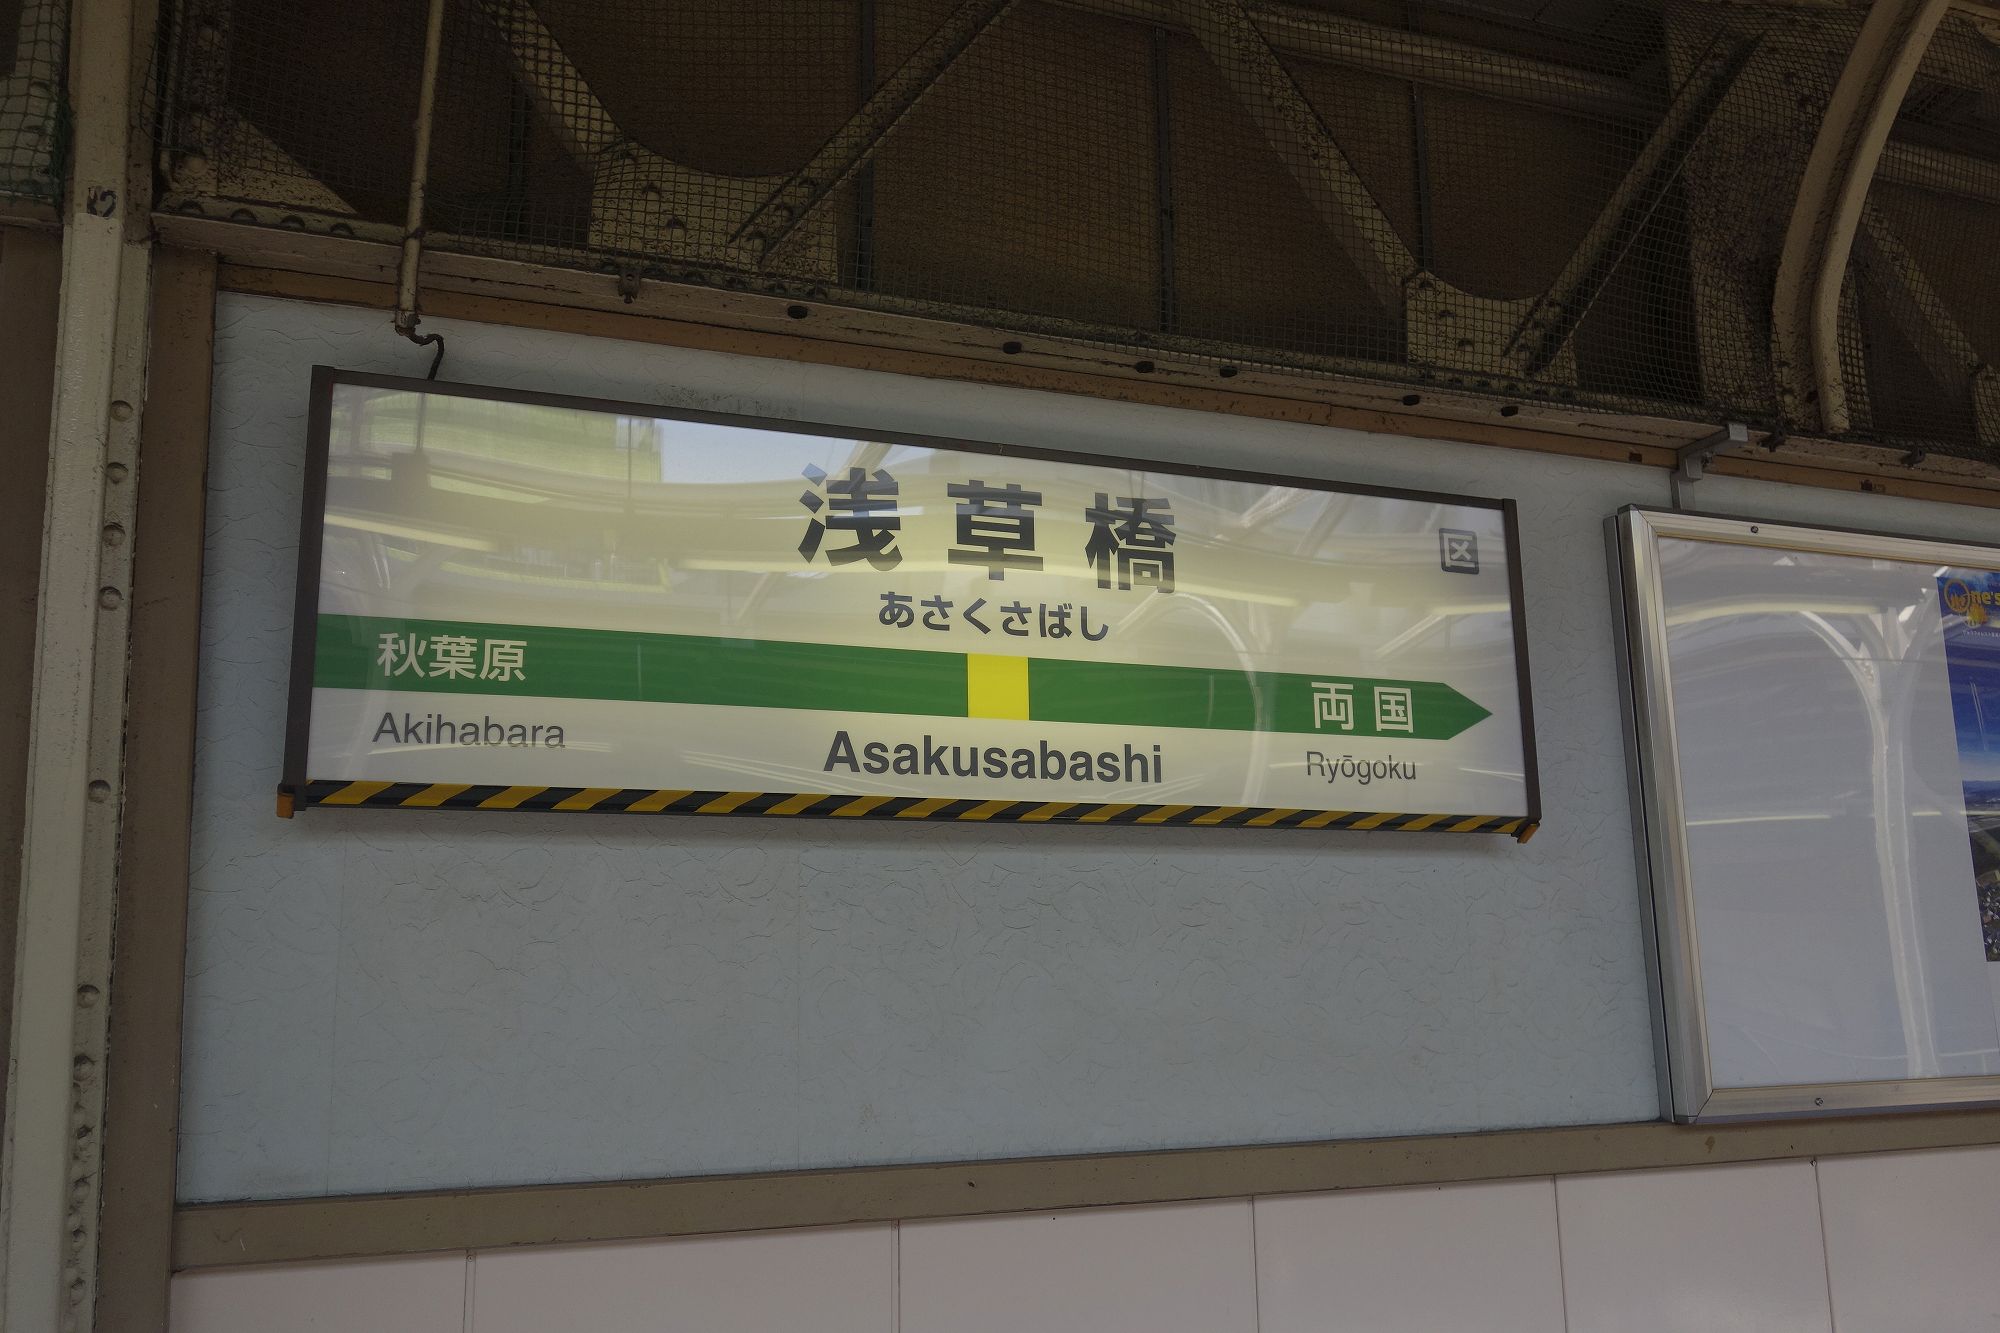 浅草橋
区
あさくさばし
秋葉原
両国
Akihabara
Asakusabashi
Ryōgoku